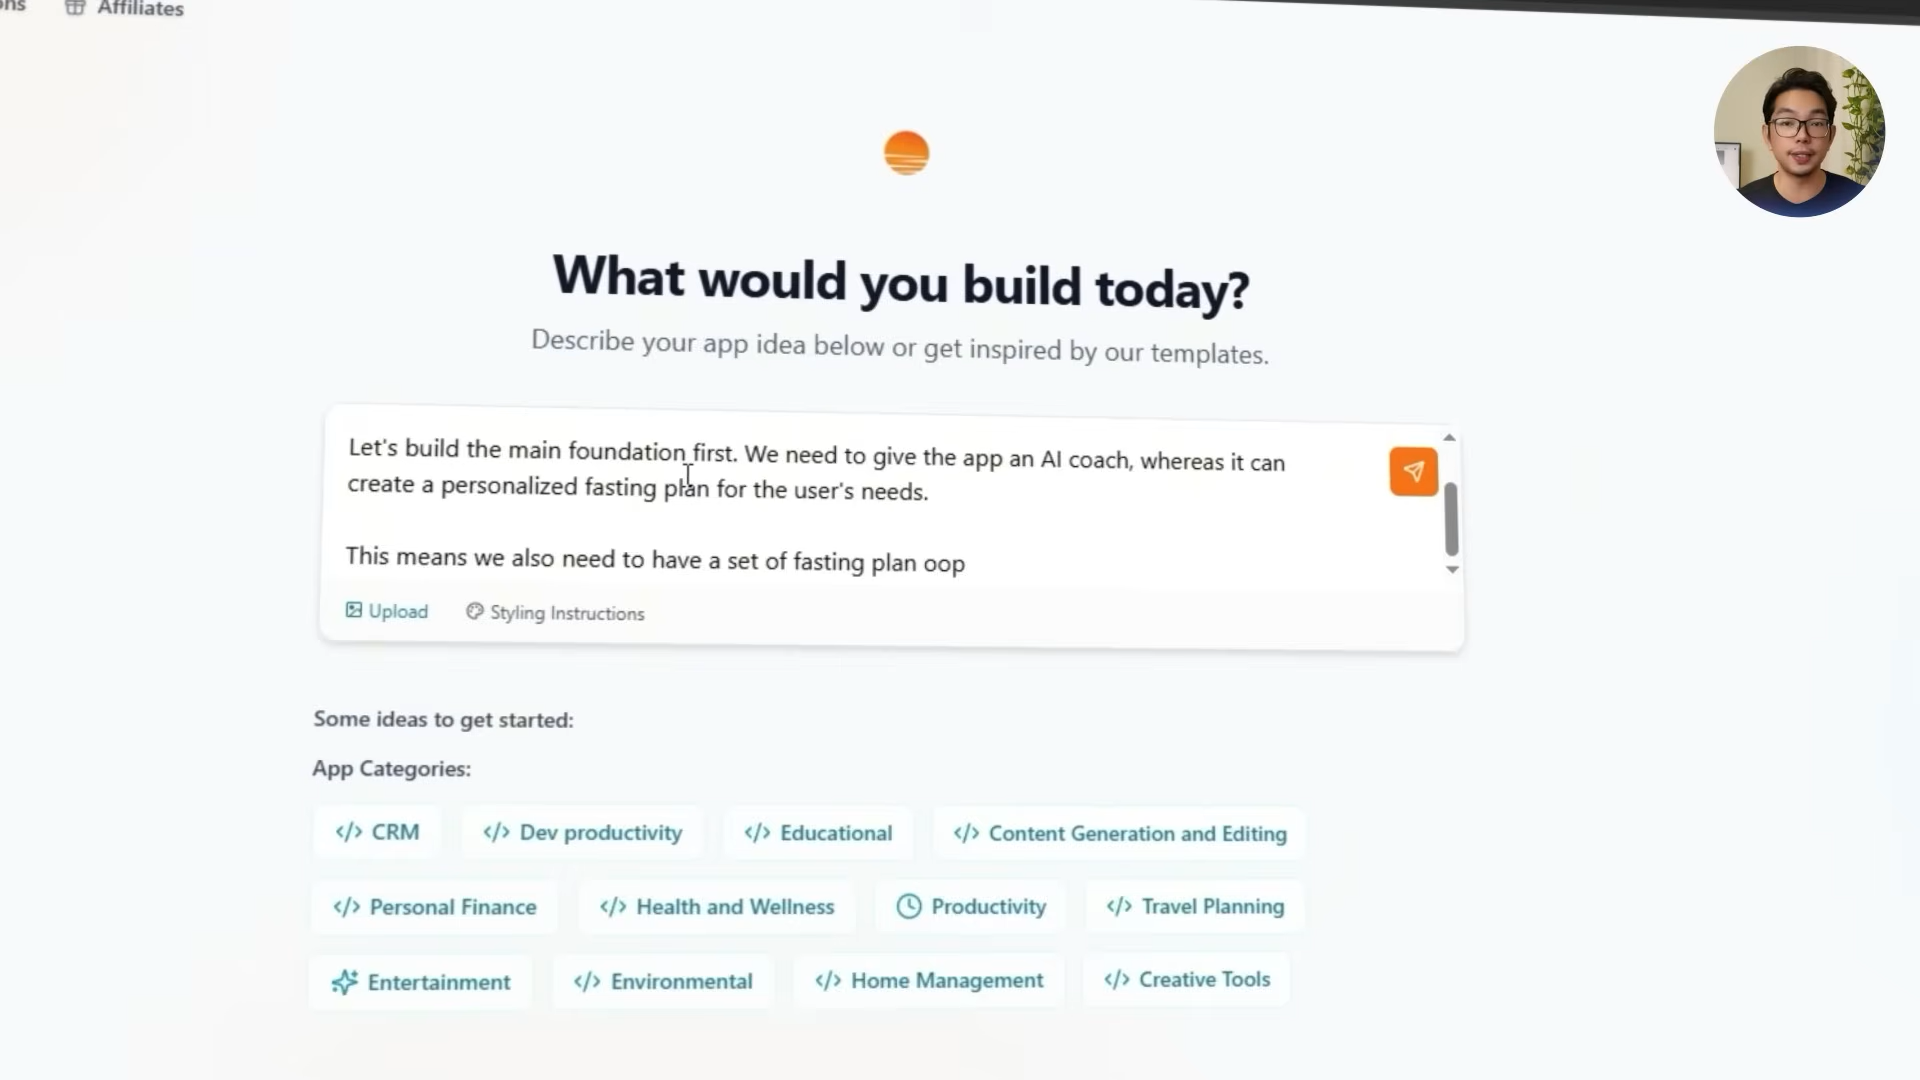 Affiliates
What would you build today?
Describe your app idea below or get inspired by our templates.
Let's build the main foundation first. We need to give the app an AI coach, whereas it can
create a personalized fasting plan for the user's needs.
This means we also need to have a set of fasting plan oop
Upload Styling Instructions
Some ideas to get started:
App Categories:
</> CRM </> Dev productivity </> Educational </> Content Generation and Editing
</> Personal Finance </> Health and Wellness Productivity </> Travel Planning
Entertainment </> Environmental </> Home Management </> Creative Tools